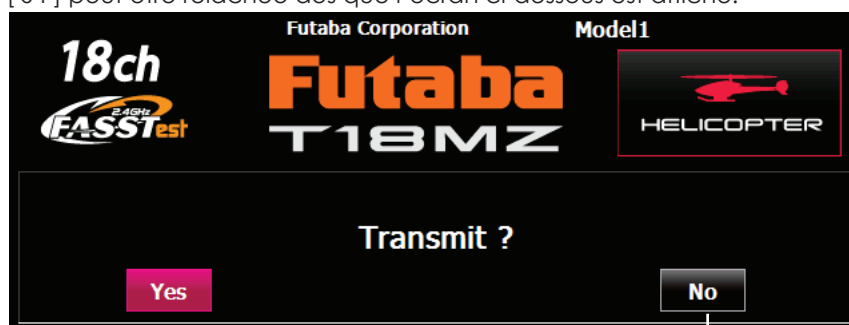 Futaba Corporation Model1
18ch
2.4GHz
FASSTest
Futaba
T18MZ
HELICOPTER
Transmit ?
Yes No